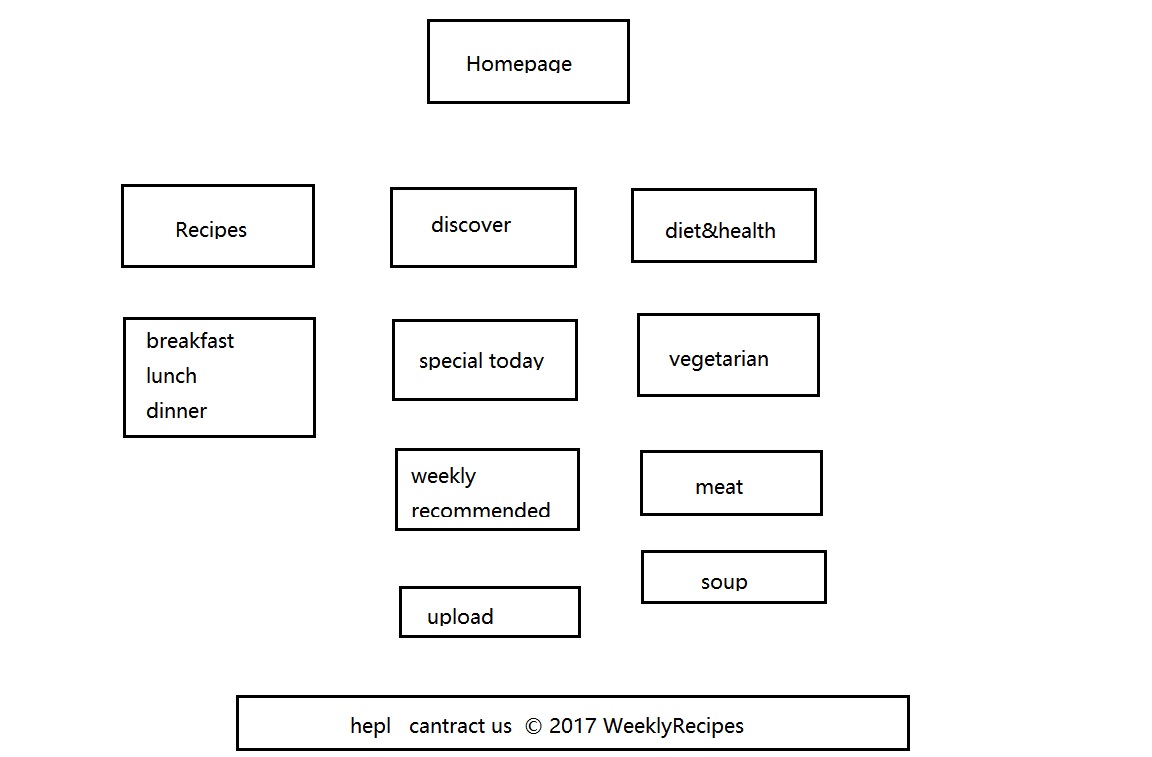 Homepage
Recipes
discover
diet&health
breakfast
lunch
dinner
special today
vegetarian
weekly
recommended
meat
soup
upload
hepl cantract us © 2017 WeeklyRecipes